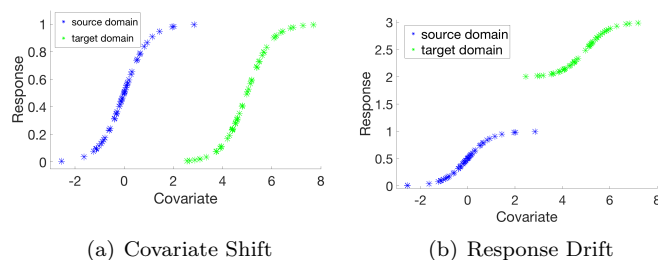 source domain
target domain
1
0.8
0.6
0.4
0.2
0
Response
-2
0
2
4
6
8
Covariate
(a) Covariate Shift
source domain
target domain
3
2.5
2
1.5
1
0.5
0
Response
-2
0
2
4
6
8
Covariate
(b) Response Drift